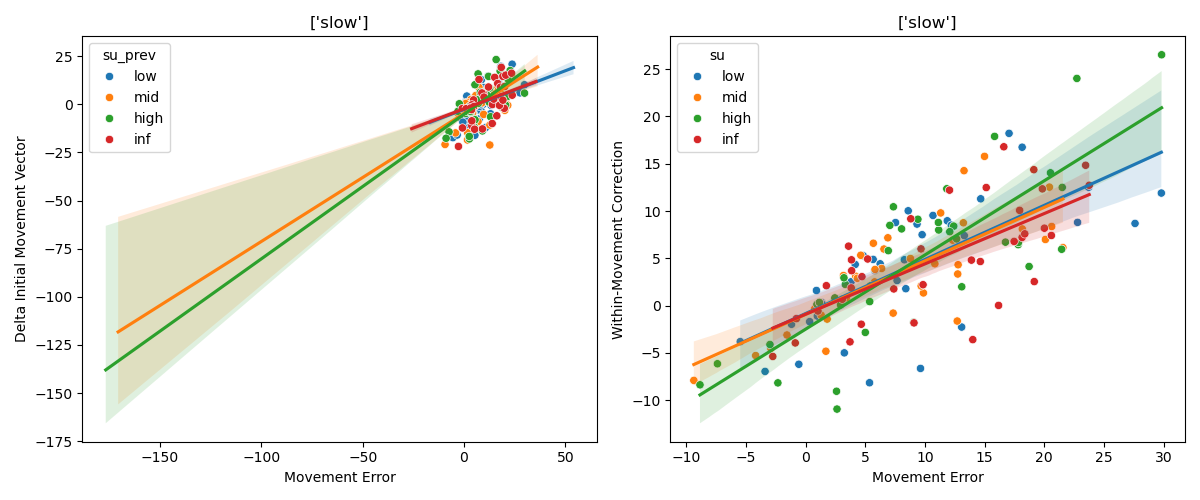 ['slow']
Delta Initial Movement Vector
25
0
−25
−50
−75
−100
−125
−150
−175
su_prev
low
mid
high
inf
−150
−100
−50
0
50
Movement Error
['slow']
Within-Movement Correction
25
20
15
10
5
0
−5
−10
su
low
mid
high
inf
−10
−5
0
5
10
15
20
25
30
Movement Error